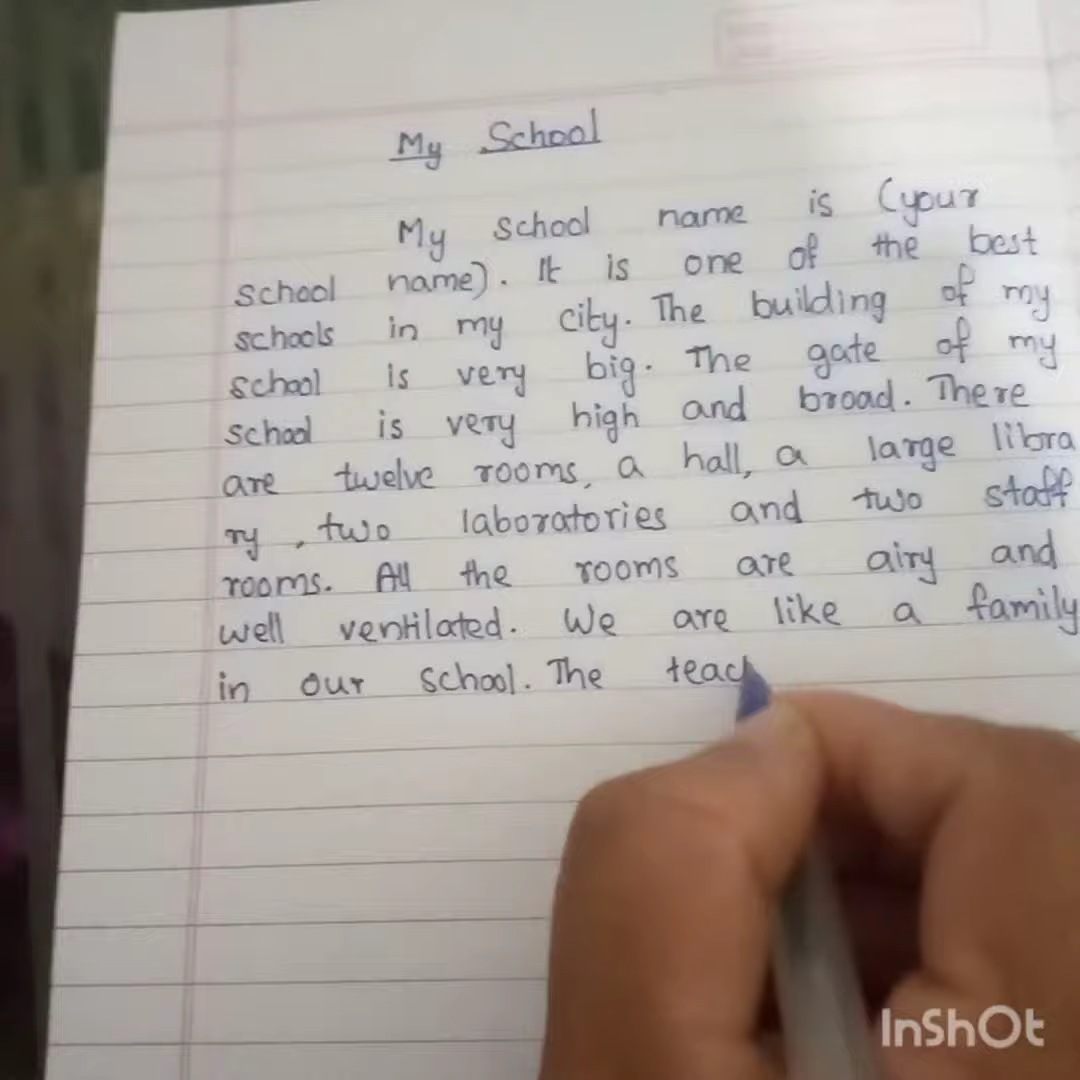 My School
My school name is (your
school name). It is one of the best
schools in my city. The building of my
school is very big. The gate of my
school is very high and broad. There
are twelve rooms, a hall, a large libra
ry, two laboratories and two staff
rooms. All the rooms are airy and
well ventilated. We are like a family
in our school. The teach
InShOt